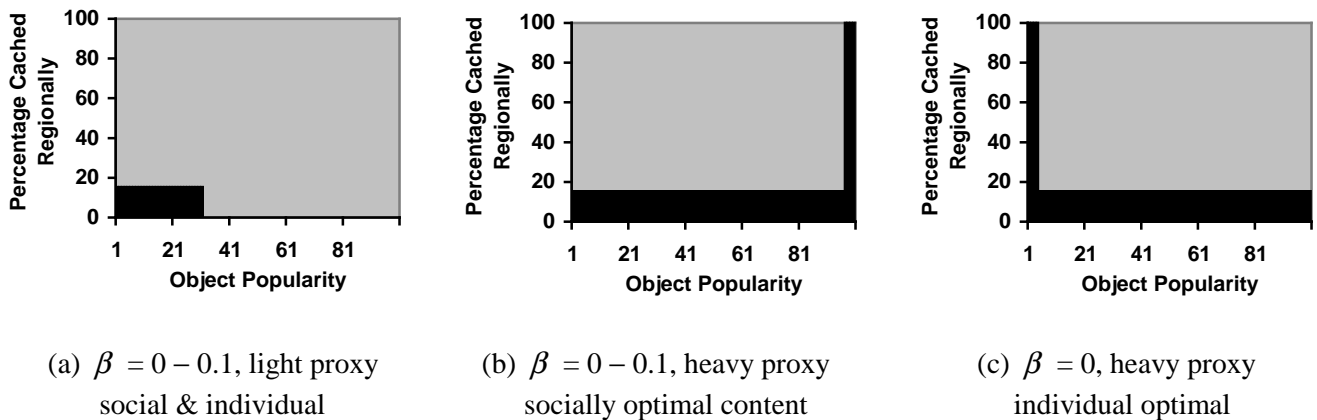 Percentage Cached
Regionally
100
80
60
40
20
0
1 21 41 61 81
Object Popularity
Percentage Cached
Regionally
100
80
60
40
20
0
1 21 41 61 81
Object Popularity
Percentage Cached
Regionally
100
80
60
40
20
0
1 21 41 61 81
Object Popularity
(a) β = 0 – 0.1, light proxy
social & individual
(b) β = 0 – 0.1, heavy proxy
socially optimal content
(c) β = 0, heavy proxy
individual optimal